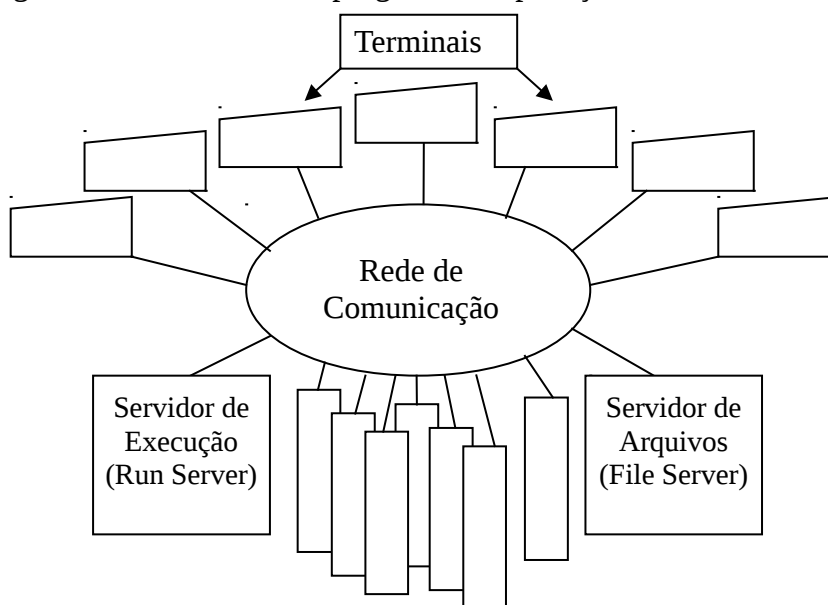 Terminais
Rede de
Comunicação
Servidor de
Execução
(Run Server)
Servidor de
Arquivos
(File Server)